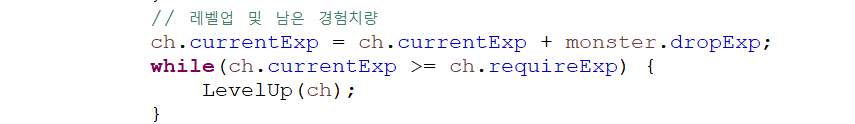 // 레벨업 및 남은 경험치량
ch.currentExp = ch.currentExp + monster.dropExp;
while(ch.currentExp >= ch.requireExp) {
    LevelUp(ch);
}